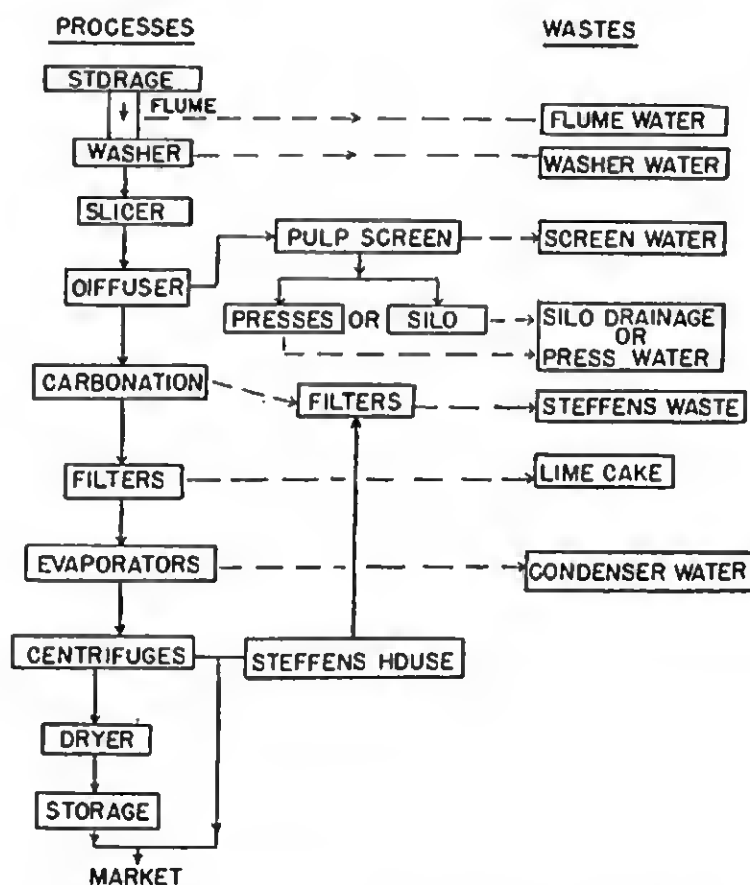 PROCESSES
WASTES
STDRAGE
FLUME
FLUME WATER
WASHER
WASHER WATER
SLICER
PULP SCREEN
SCREEN WATER
OIFFUSER
PRESSES OR SILO
SILO DRAINAGE
OR
PRESS WATER
CARBONATION
FILTERS
STEFFENS WASTE
FILTERS
LIME CAKE
EVAPORATORS
CONDENSER WATER
CENTRIFUGES
STEFFENS HDUSE
DRYER
STORAGE
MARKET